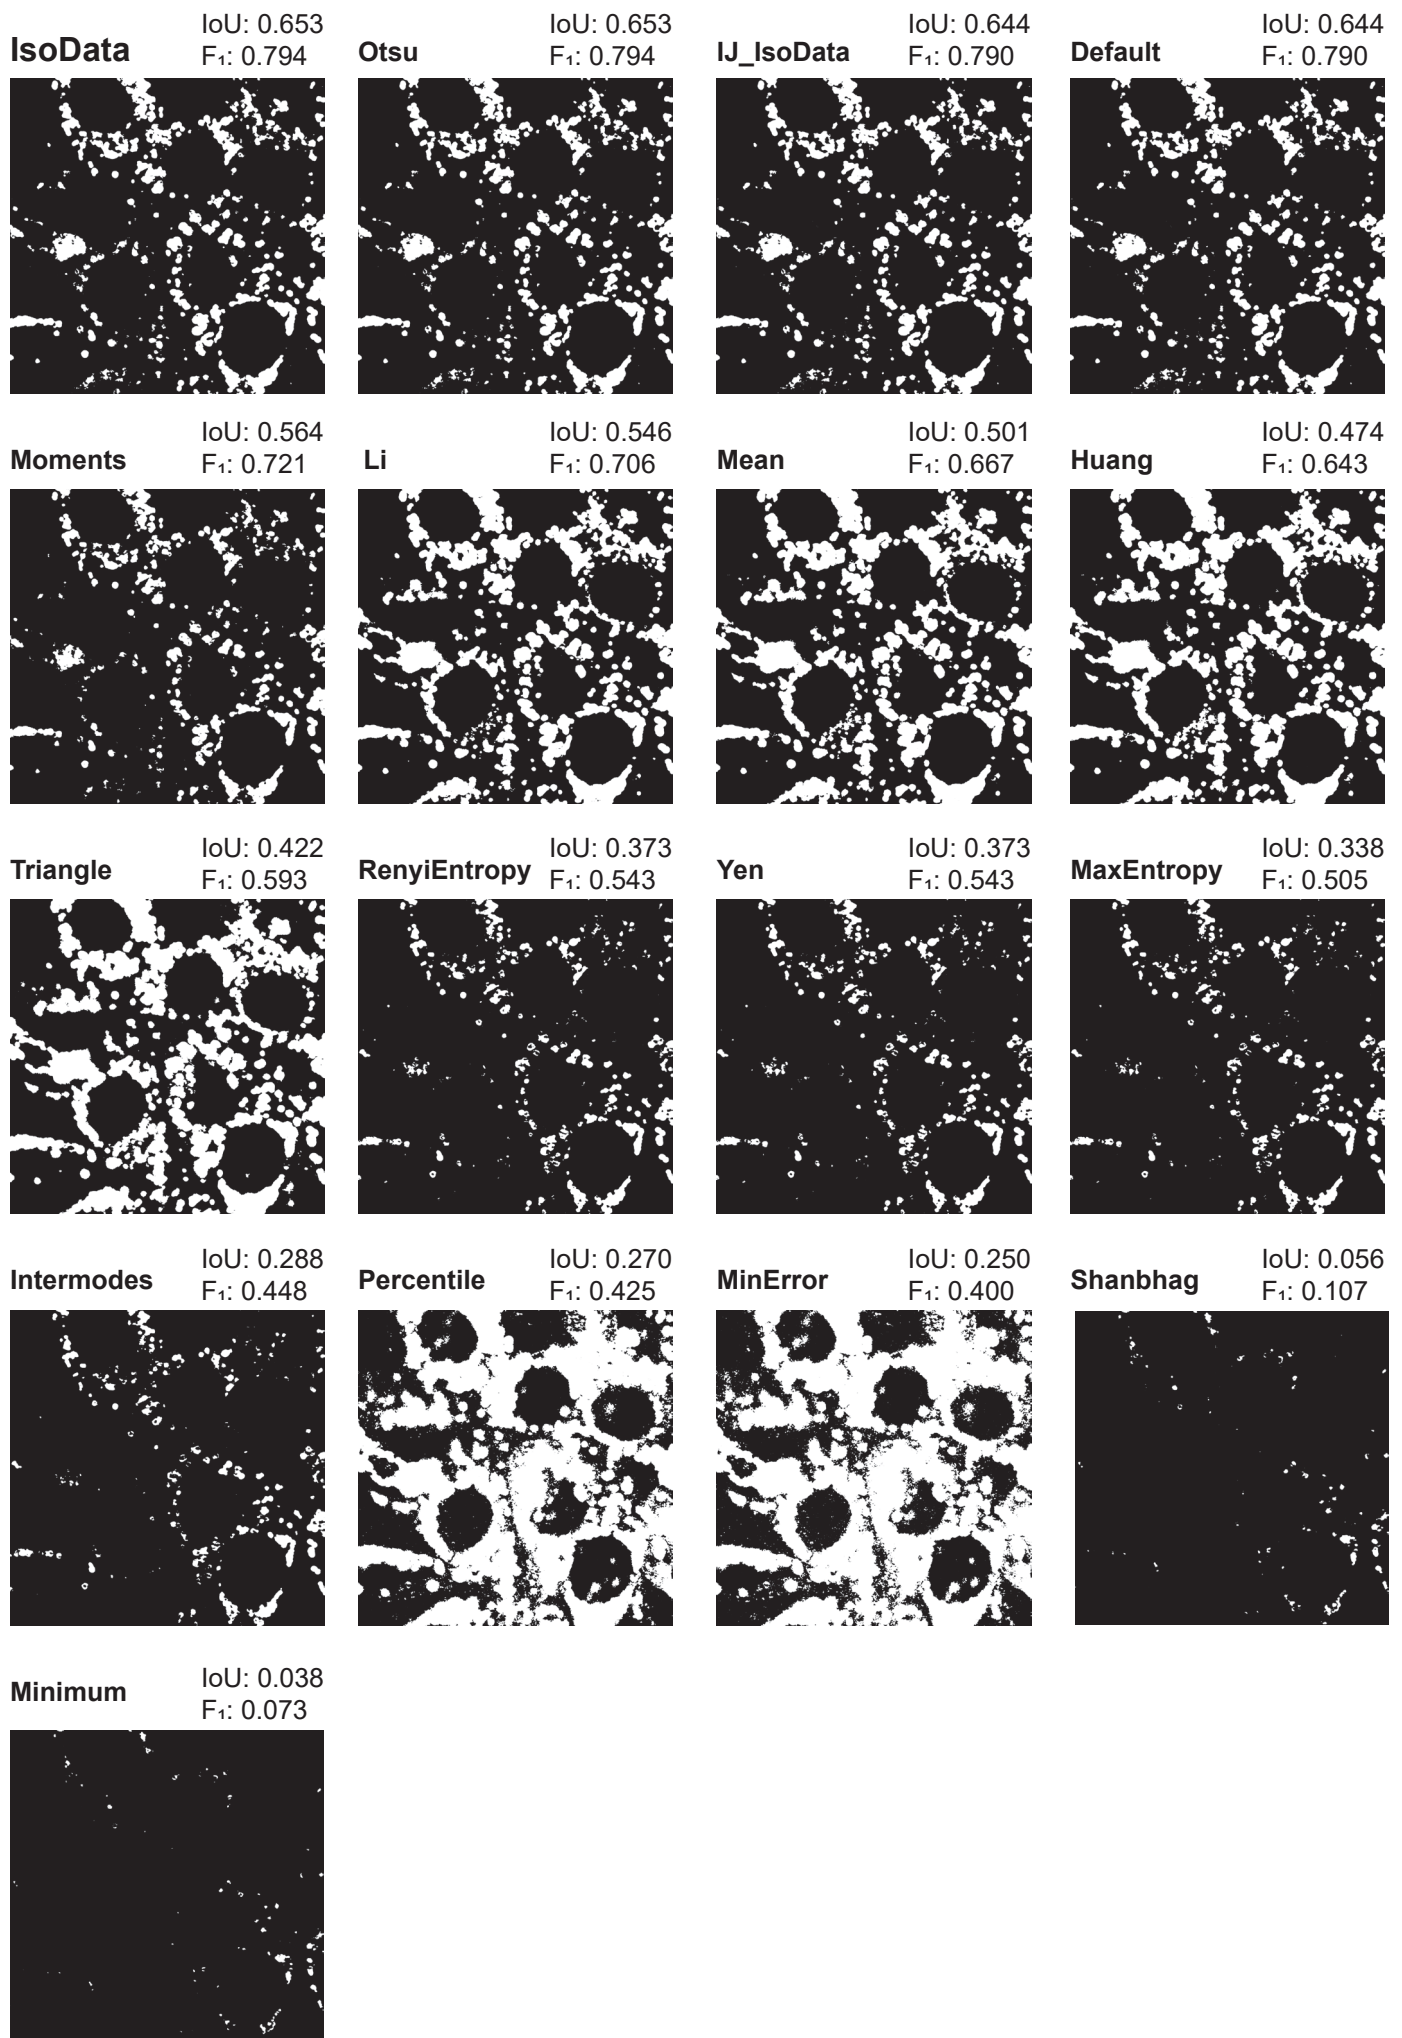 IsoData
IoU: 0.653
F₁: 0.794
Otsu
IoU: 0.653
F₁: 0.794
IJ_IsoData
IoU: 0.644
F₁: 0.790
Default
IoU: 0.644
F₁: 0.790
Moments
IoU: 0.564
F₁: 0.721
Li
IoU: 0.546
F₁: 0.706
Mean
IoU: 0.501
F₁: 0.667
Huang
IoU: 0.474
F₁: 0.643
Triangle
IoU: 0.422
F₁: 0.593
RenyiEntropy
IoU: 0.373
F₁: 0.543
Yen
IoU: 0.373
F₁: 0.543
MaxEntropy
IoU: 0.338
F₁: 0.505
Intermodes
IoU: 0.288
F₁: 0.448
Percentile
IoU: 0.270
F₁: 0.425
MinError
IoU: 0.250
F₁: 0.400
Shanbhag
IoU: 0.056
F₁: 0.107
Minimum
IoU: 0.038
F₁: 0.073